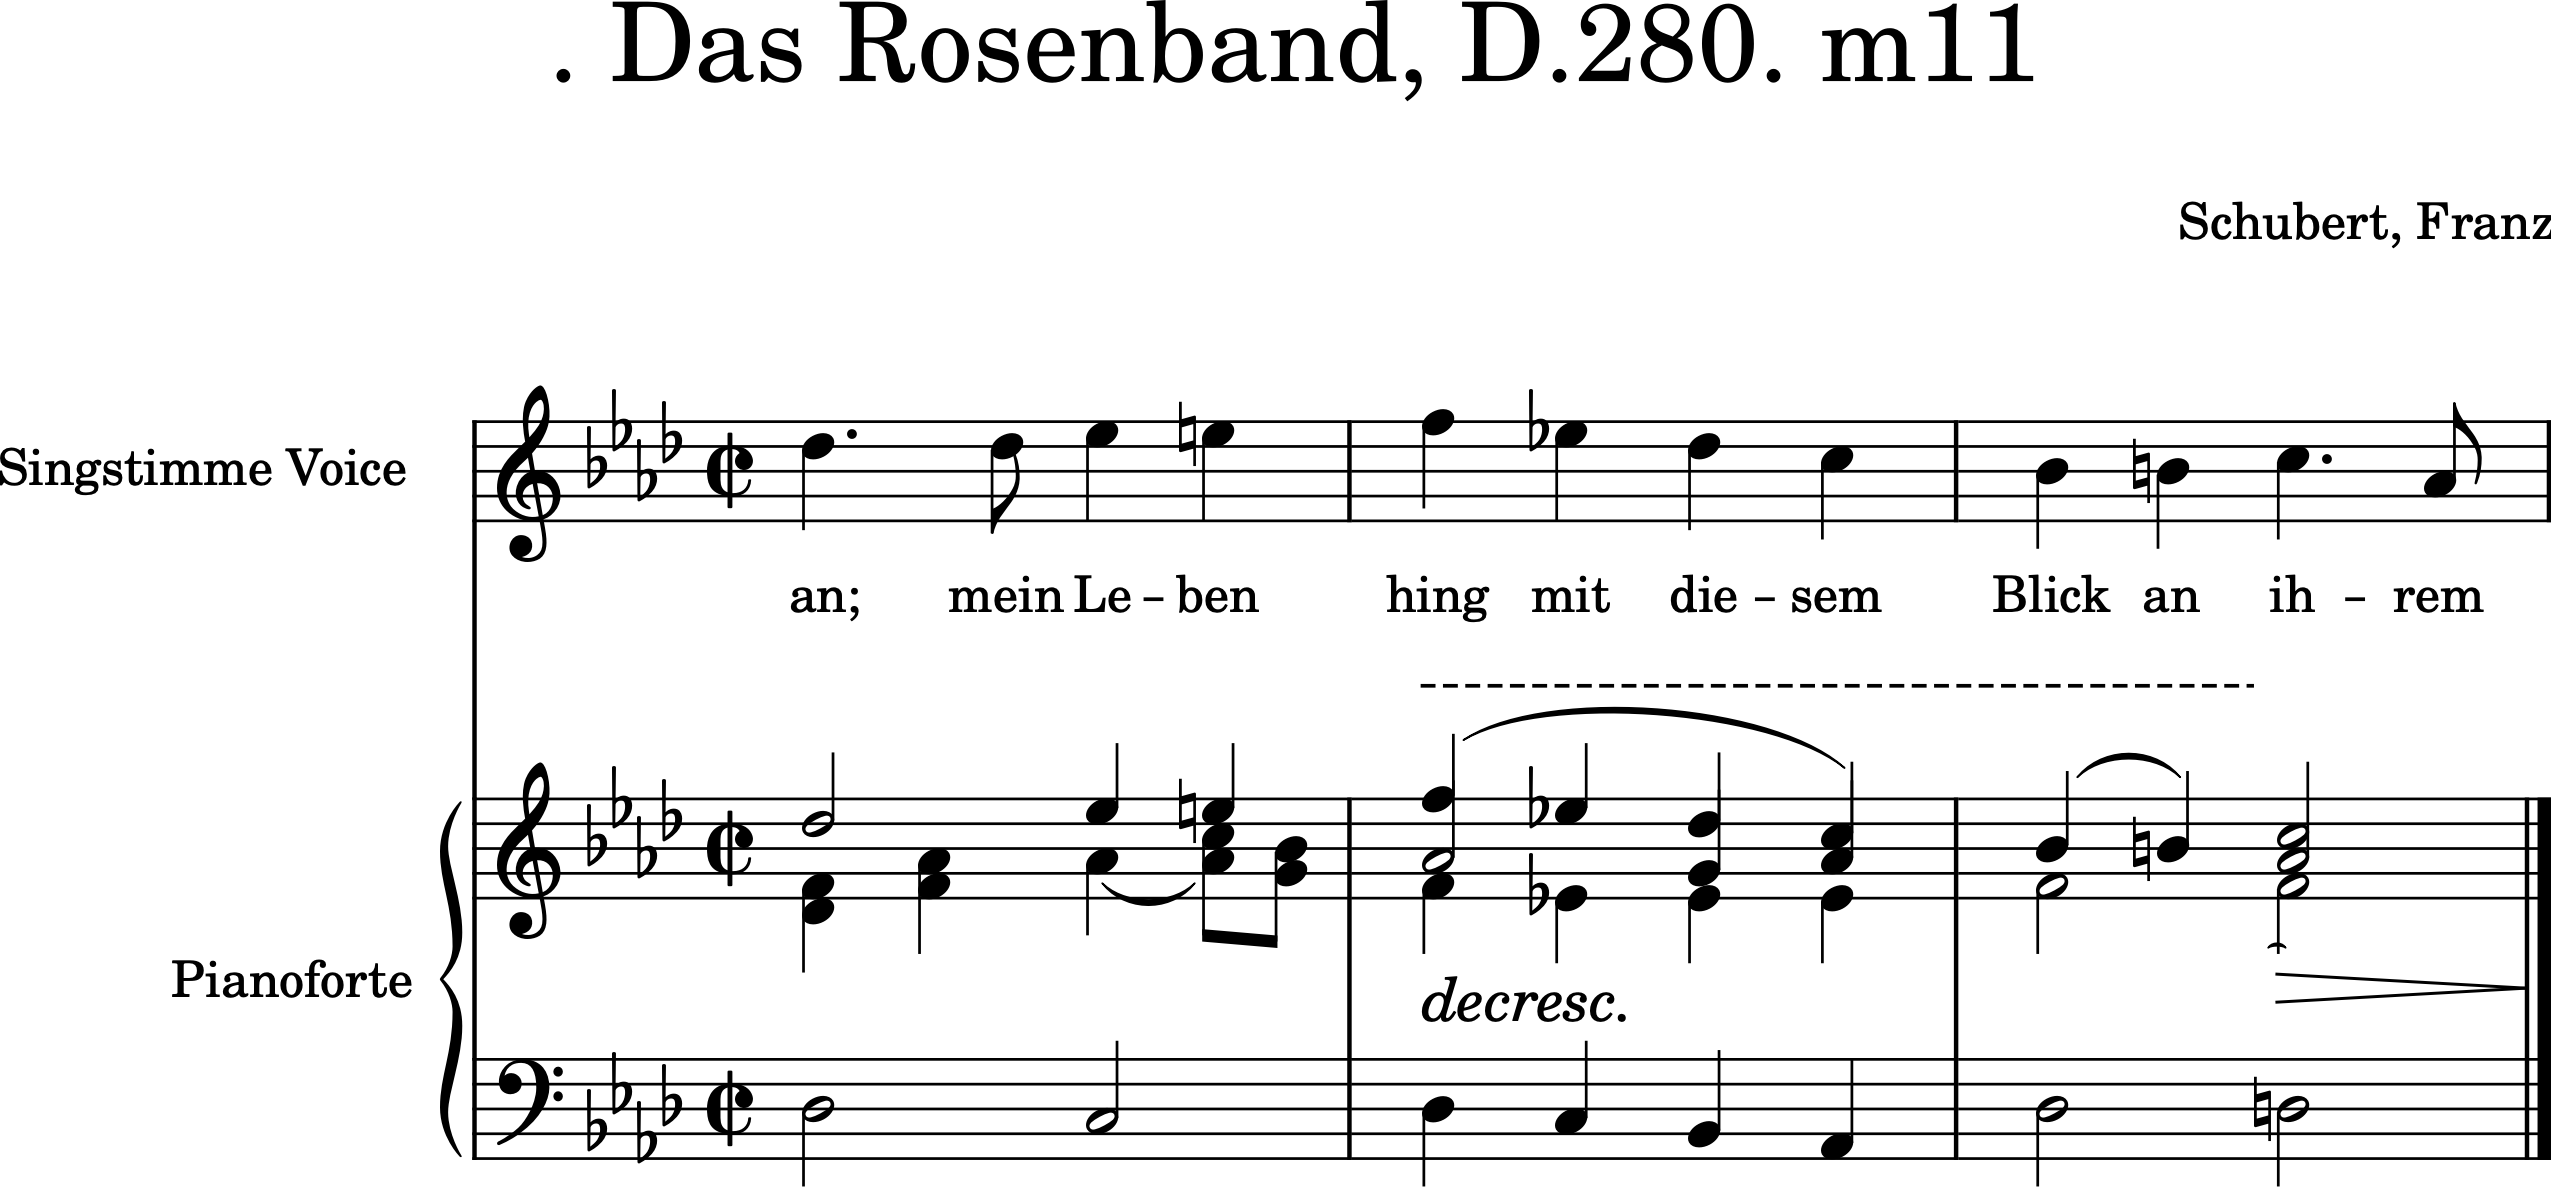 . Das Rosenband, D.280. m11
Schubert, Franz
Singstimme Voice
an; mein Le – ben hing mit die – sem Blick an ih – rem
Pianoforte
decresc.